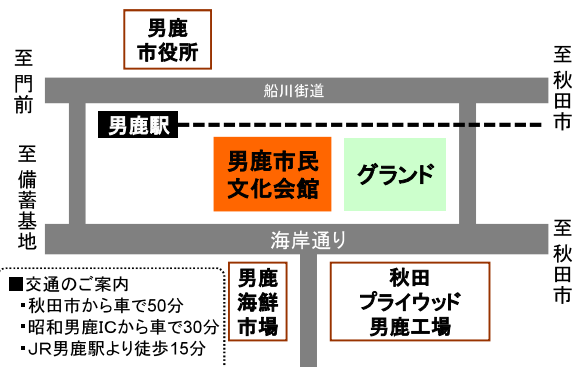 男鹿
市役所
至門前
船川街道
至秋田市
男鹿駅
男鹿市民
文化会館
グランド
至備蓄基地
海岸通り
至秋田市
■交通のご案内
・秋田市から車で50分
・昭和男鹿ICから車で30分
・JR男鹿駅より徒歩15分
男鹿
海鮮
市場
秋田
プライウッド
男鹿工場